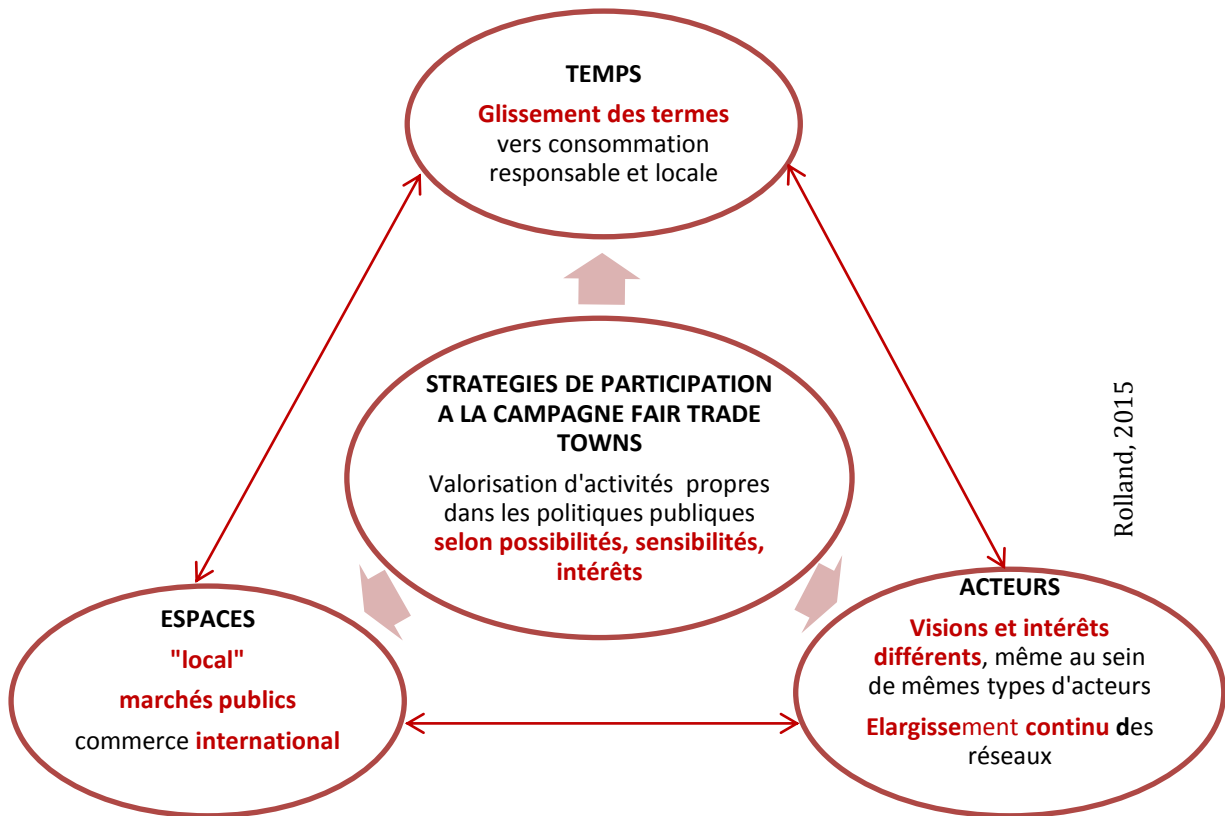 TEMPS
Glissement des termes
vers consommation
responsable et locale
STRATEGIES DE PARTICIPATION
A LA CAMPAGNE FAIR TRADE
TOWNS
Valorisation d'activités propres
dans les politiques publiques
selon possibilités, sensibilités,
intérêts
Rolland, 2015
ESPACES
"local"
marchés publics
commerce international
ACTEURS
Visions et intérêts
différents, même au sein
de mêmes types d'acteurs
Elargissement continu des
réseaux